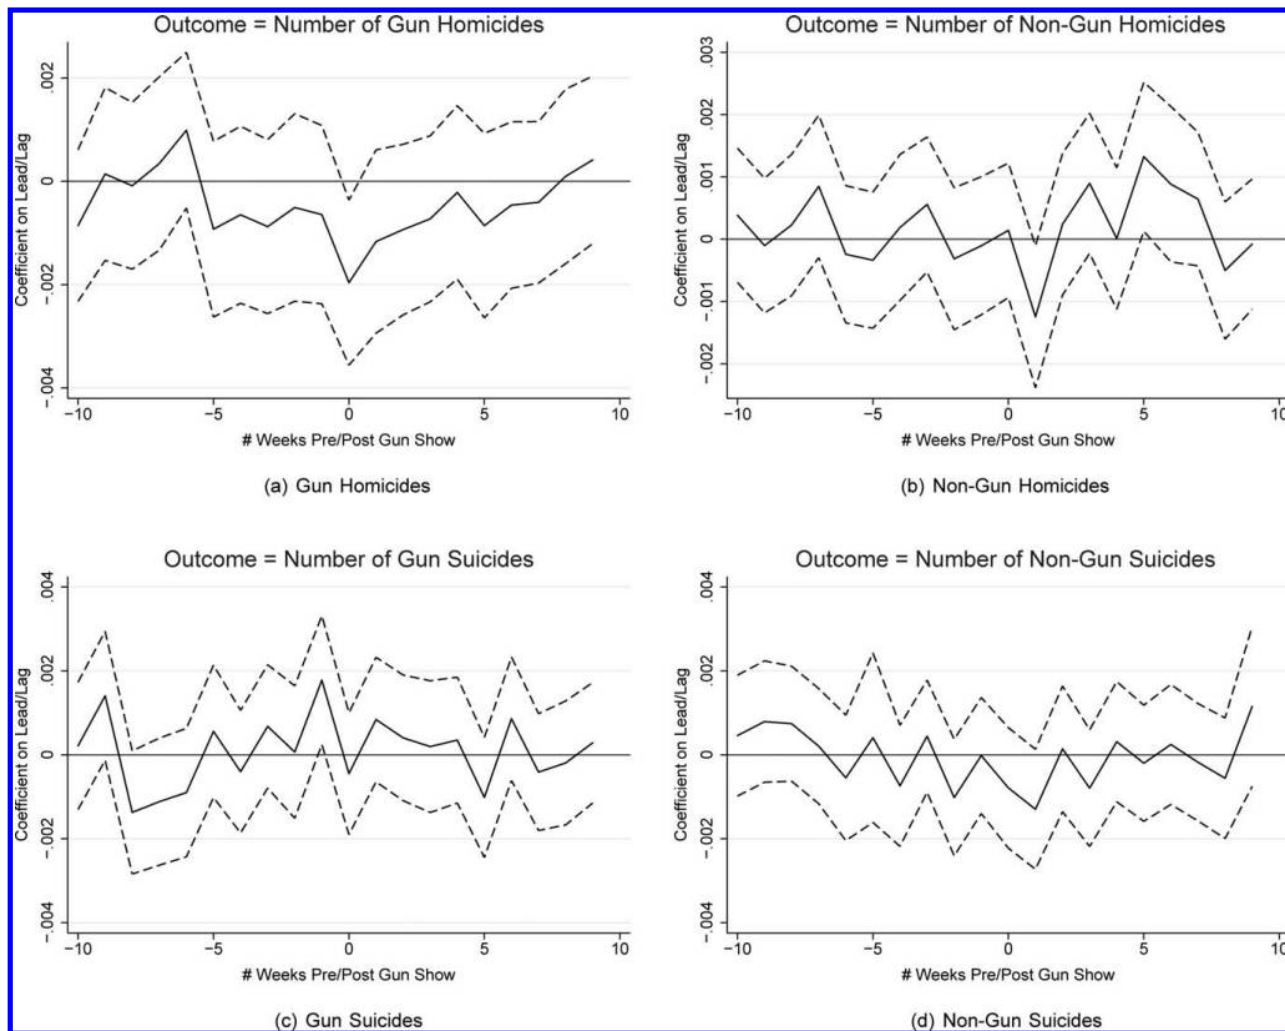 Outcome = Number of Gun Homicides
Coefficient on Lead/Lag
.002
0
-.002
-.004
−10
−5
0
5
10
# Weeks Pre/Post Gun Show
(a) Gun Homicides
Outcome = Number of Non-Gun Homicides
Coefficient on Lead/Lag
.003
.002
.001
0
-.001
-.002
−10
−5
0
5
10
# Weeks Pre/Post Gun Show
(b) Non-Gun Homicides
Outcome = Number of Gun Suicides
Coefficient on Lead/Lag
.004
.002
0
-.002
-.004
−10
−5
0
5
10
# Weeks Pre/Post Gun Show
(c) Gun Suicides
Outcome = Number of Non-Gun Suicides
Coefficient on Lead/Lag
.004
.002
0
-.002
-.004
−10
−5
0
5
10
# Weeks Pre/Post Gun Show
(d) Non-Gun Suicides